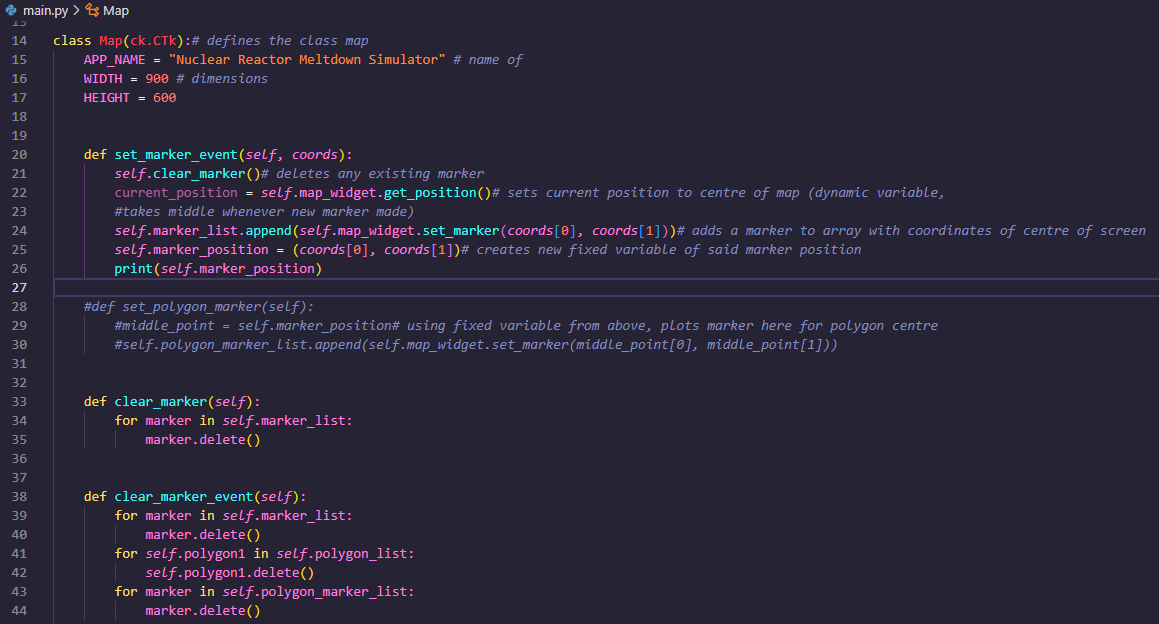 main.py > Map
13
14 class Map(ck.CTk):# defines the class map
15 APP_NAME = "Nuclear Reactor Meltdown Simulator" # name of
16 WIDTH = 900 # dimensions
17 HEIGHT = 600
18
19
20 def set_marker_event(self, coords):
21 self.clear_marker()# deletes any existing marker
22 current_position = self.map_widget.get_position()# sets current position to centre of map (dynamic variable,
23 #takes middle whenever new marker made)
24 self.marker_list.append(self.map_widget.set_marker(coords[0], coords[1]))# adds a marker to array with coordinates of centre of screen
25 self.marker_position = (coords[0], coords[1])# creates new fixed variable of said marker position
26 print(self.marker_position)
27
28 #def set_polygon_marker(self):
29 #middle_point = self.marker_position# using fixed variable from above, plots marker here for polygon centre
30 #self.polygon_marker_list.append(self.map_widget.set_marker(middle_point[0], middle_point[1]))
31
32
33 def clear_marker(self):
34 for marker in self.marker_list:
35 marker.delete()
36
37
38 def clear_marker_event(self):
39 for marker in self.marker_list:
40 marker.delete()
41 for self.polygon1 in self.polygon_list:
42 self.polygon1.delete()
43 for marker in self.polygon_marker_list:
44 marker.delete()